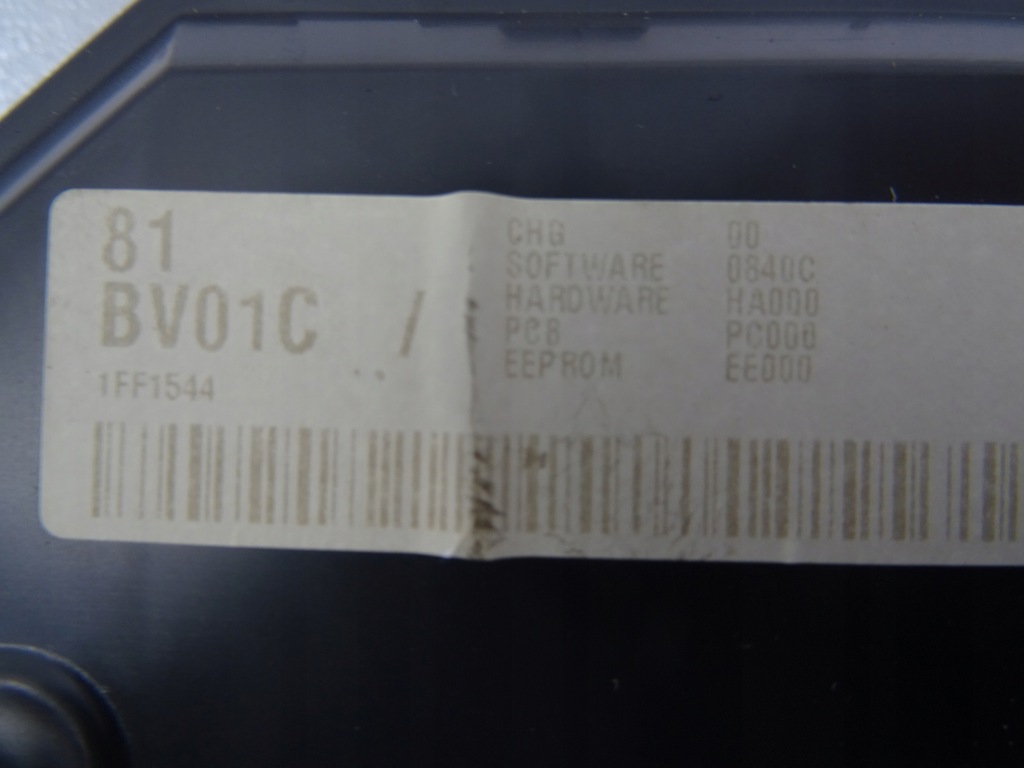 81
BV01C /
1FF1544
CHG 00
SOFTWARE 0840C
HARDWARE HA000
PCB PC000
EEPROM EE000